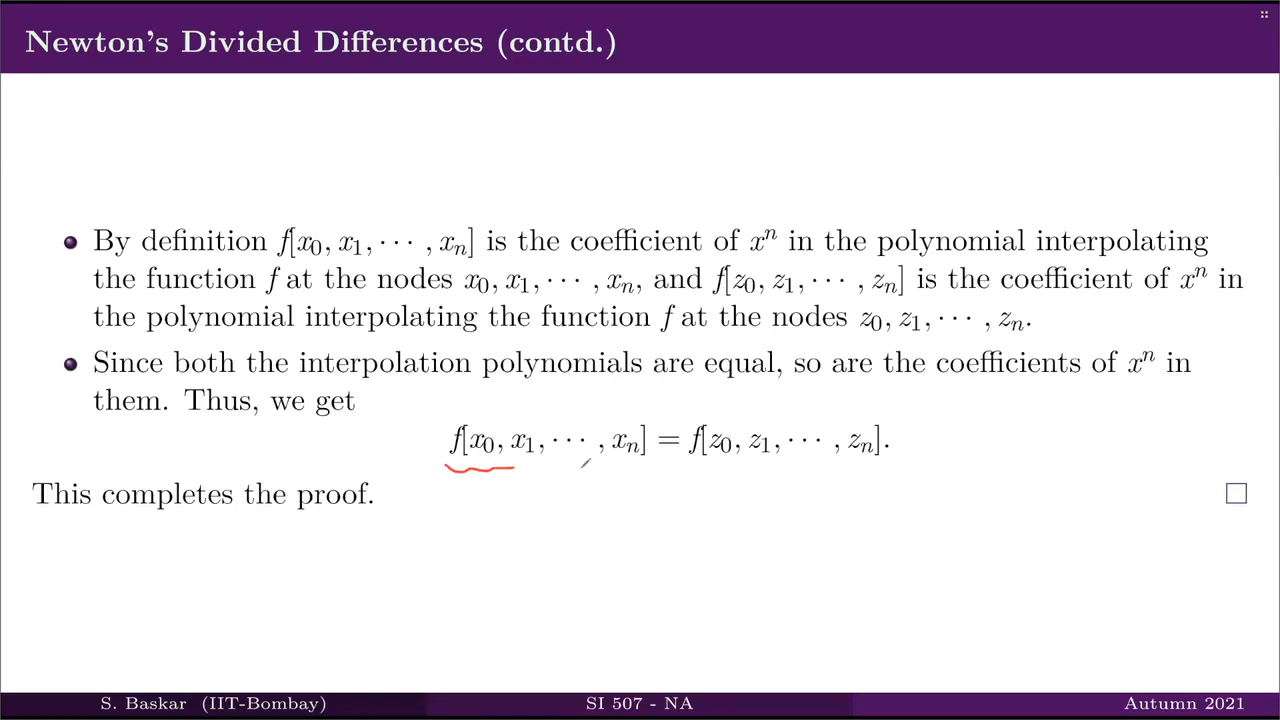 Newton's Divided Differences (contd.)
By definition f[x₀, x₁, ⋯ , xₙ] is the coefficient of xⁿ in the polynomial interpolating
the function f at the nodes x₀, x₁, ⋯ , xₙ, and f[z₀, z₁, ⋯ , zₙ] is the coefficient of xⁿ in
the polynomial interpolating the function f at the nodes z₀, z₁, ⋯ , zₙ.
Since both the interpolation polynomials are equal, so are the coefficients of xⁿ in
them. Thus, we get
f[x₀, x₁, ⋯ , xₙ] = f[z₀, z₁, ⋯ , zₙ].
This completes the proof. □
S. Baskar (IIT-Bombay) SI 507 - NA Autumn 2021